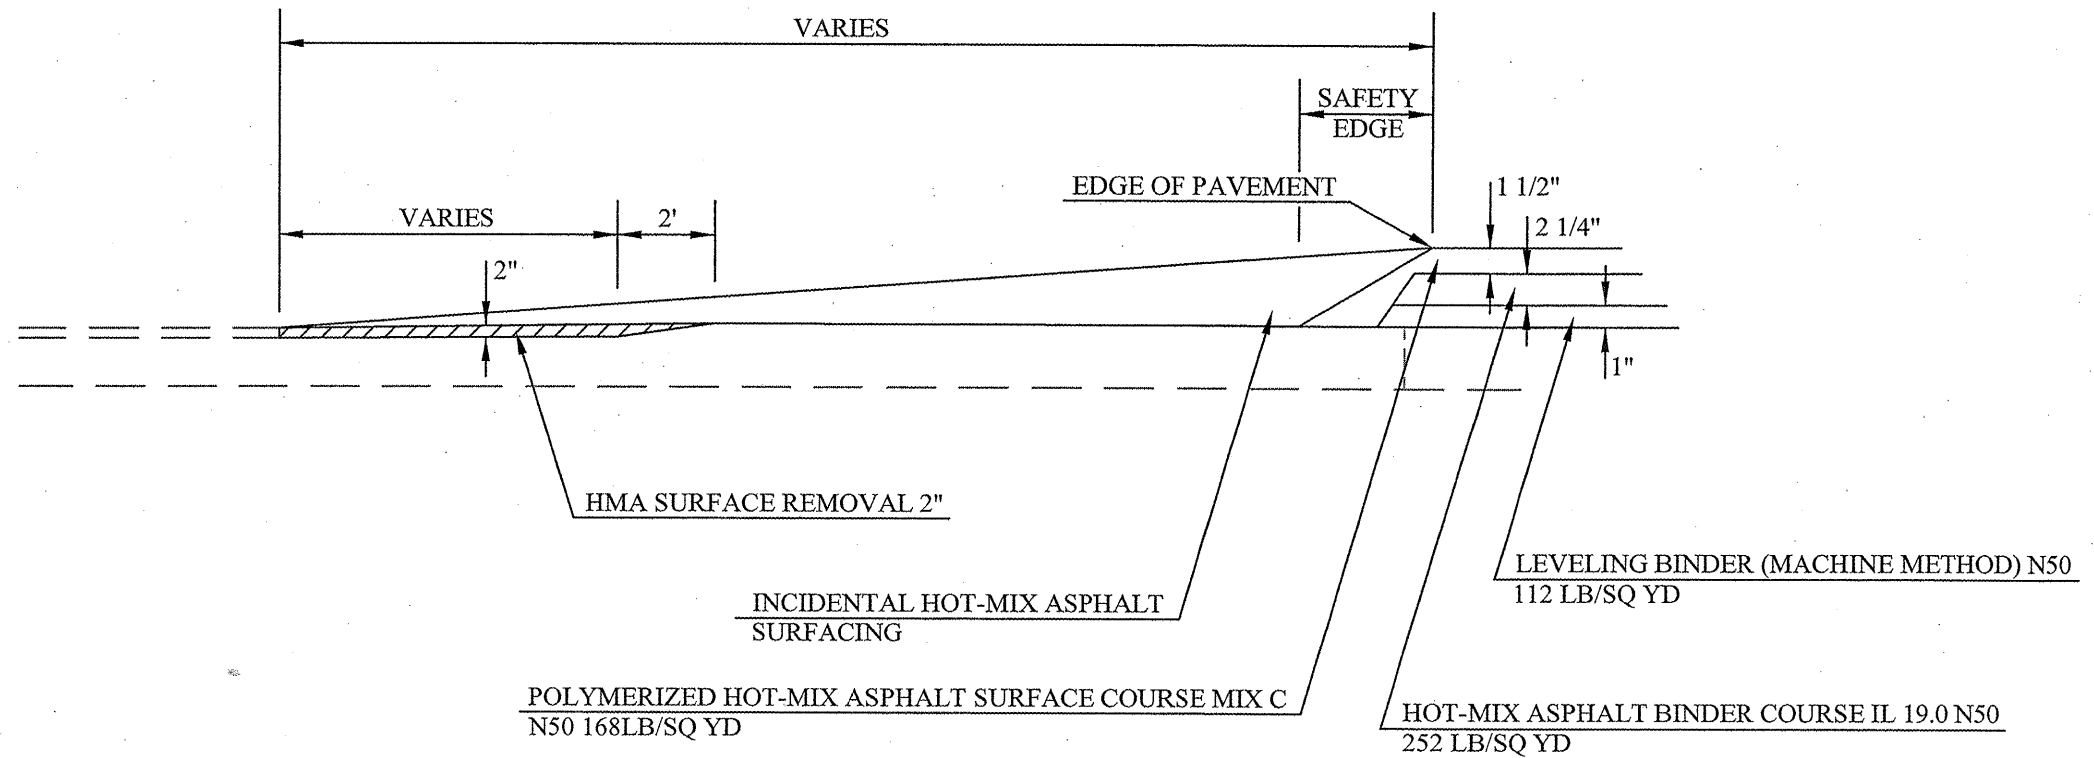 VARIES
SAFETY
EDGE
EDGE OF PAVEMENT
1 1/2"
2 1/4"
VARIES
2'
2"
1"
HMA SURFACE REMOVAL 2"
LEVELING BINDER (MACHINE METHOD) N50
112 LB/SQ YD
INCIDENTAL HOT-MIX ASPHALT
SURFACING
POLYMERIZED HOT-MIX ASPHALT SURFACE COURSE MIX C
N50 168LB/SQ YD
HOT-MIX ASPHALT BINDER COURSE IL 19.0 N50
252 LB/SQ YD